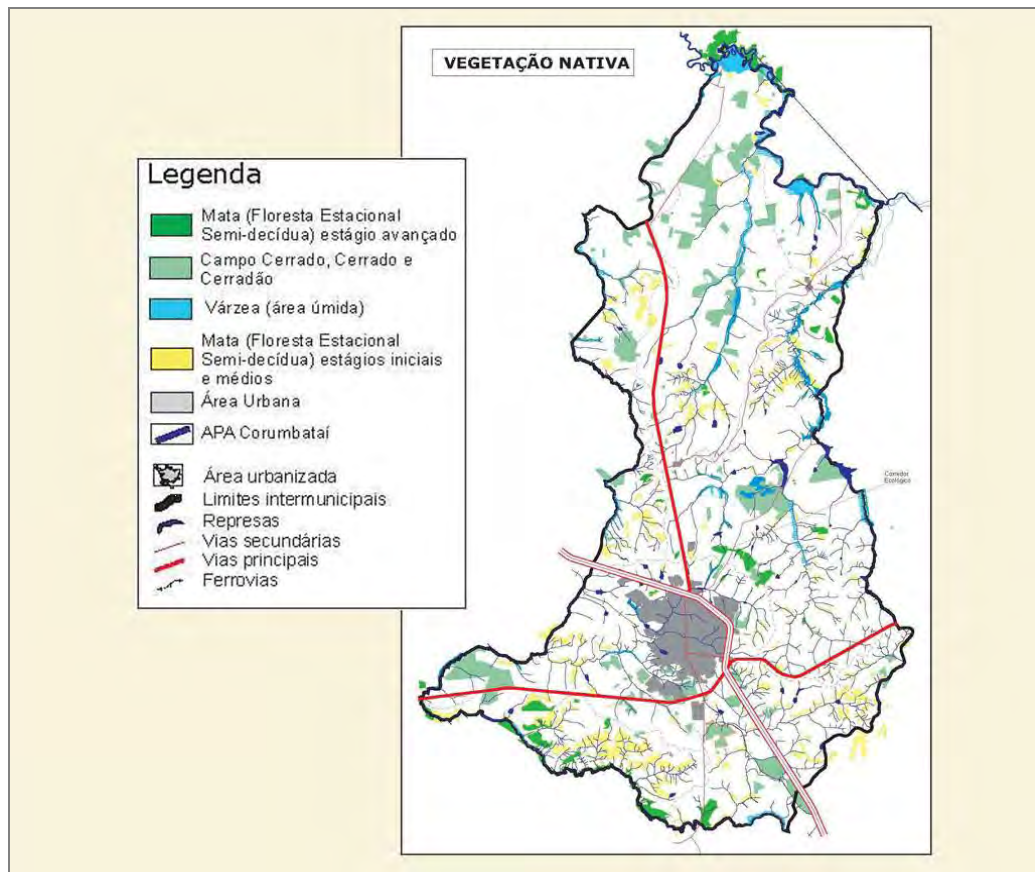 VEGETAÇÃO NATIVA
Legenda
Mata (Floresta Estacional
Semi-decídua) estágio avançado
Campo Cerrado, Cerrado e
Cerradão
Várzea (área úmida)
Mata (Floresta Estacional
Semi-decídua) estágios iniciais
e médios
Área Urbana
APA Corumbataí
Área urbanizada
Limites intermunicipais
Represas
Vias secundárias
Vias principais
Ferrovias
Corredor
Ecológico